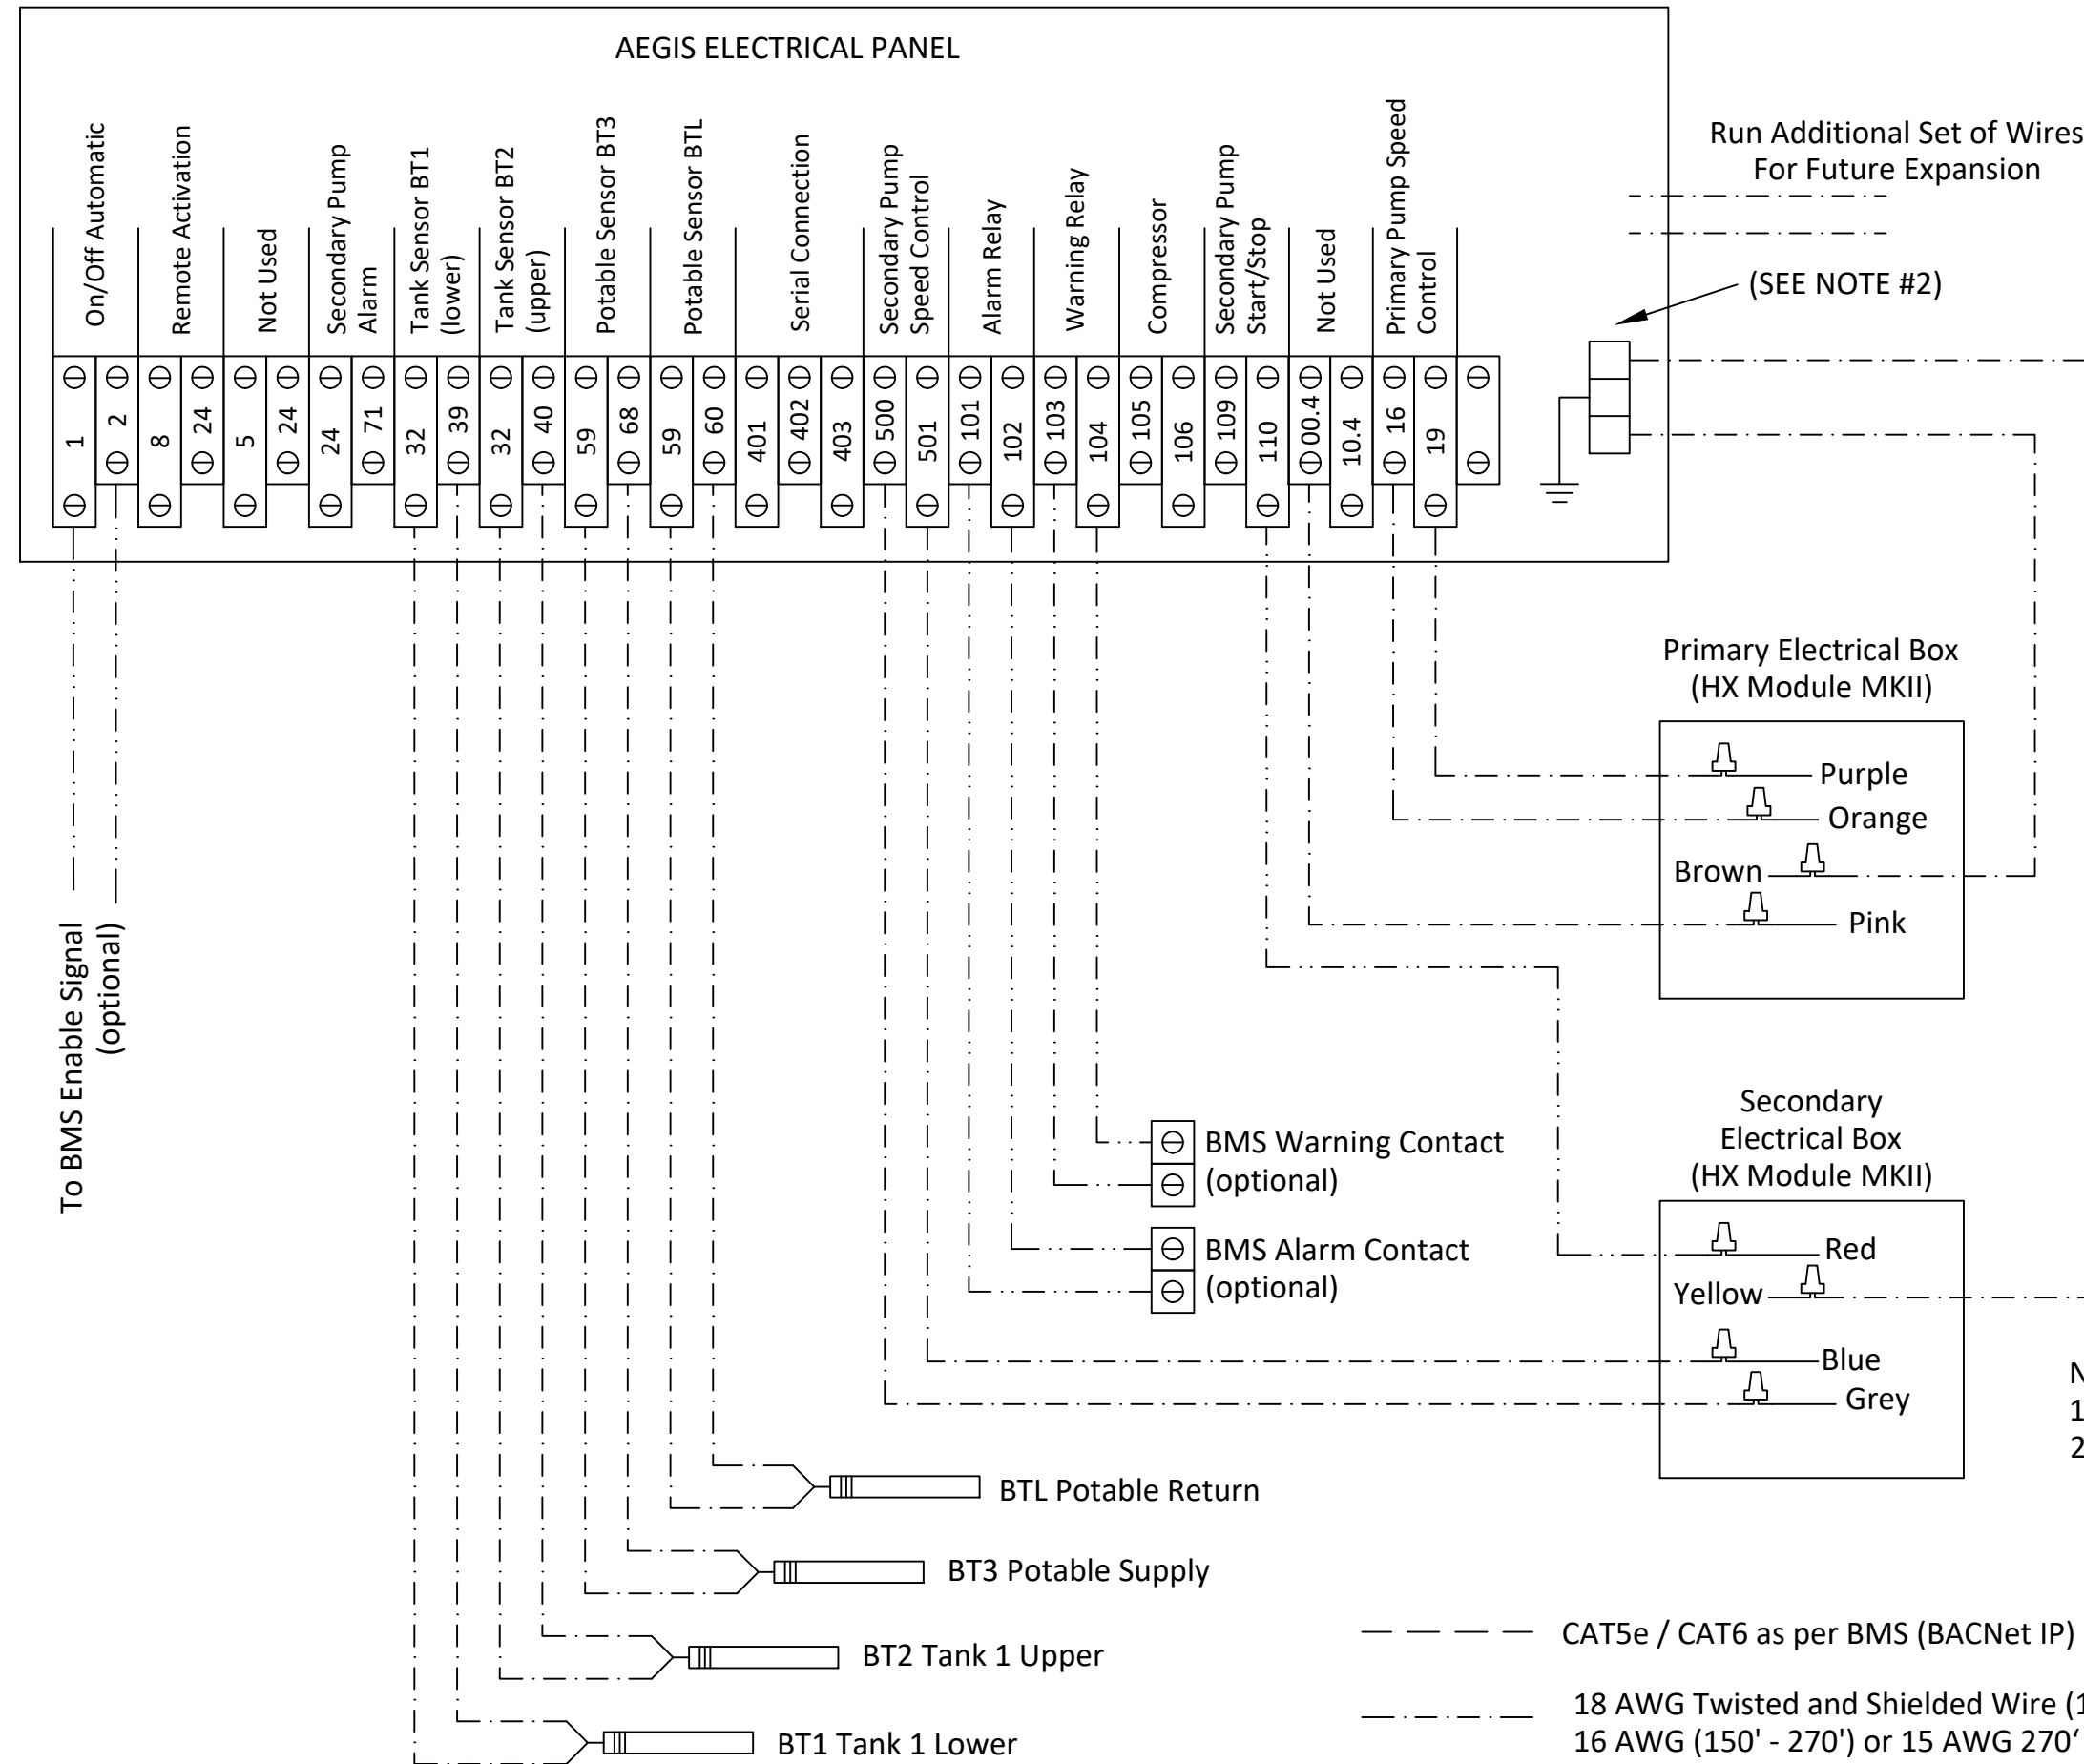 AEGIS ELECTRICAL PANEL
On/Off Automatic
Remote Activation
Not Used
Secondary Pump
Alarm
Tank Sensor BT1
(lower)
Tank Sensor BT2
(upper)
Potable Sensor BT3
Potable Sensor BTL
Serial Connection
Secondary Pump
Speed Control
Alarm Relay
Warning Relay
Compressor
Secondary Pump
Start/Stop
Not Used
Primary Pump Speed
Control
1
2
8
24
5
24
24
71
32
39
32
40
59
68
59
60
401
402
403
500
501
101
102
103
104
105
106
109
110
00.4
10.4
16
19
Run Additional Set of Wires
For Future Expansion
(SEE NOTE #2)
Primary Electrical Box
(HX Module MKII)
Purple
Orange
Brown
Pink
To BMS Enable Signal
(optional)
Secondary
Electrical Box
(HX Module MKII)
Red
Yellow
Blue
Grey
BMS Warning Contact
(optional)
BMS Alarm Contact
(optional)
N
1
2
BTL Potable Return
BT3 Potable Supply
BT2 Tank 1 Upper
BT1 Tank 1 Lower
CAT5e / CAT6 as per BMS (BACNet IP)
18 AWG Twisted and Shielded Wire (1
16 AWG (150' - 270') or 15 AWG 270‘